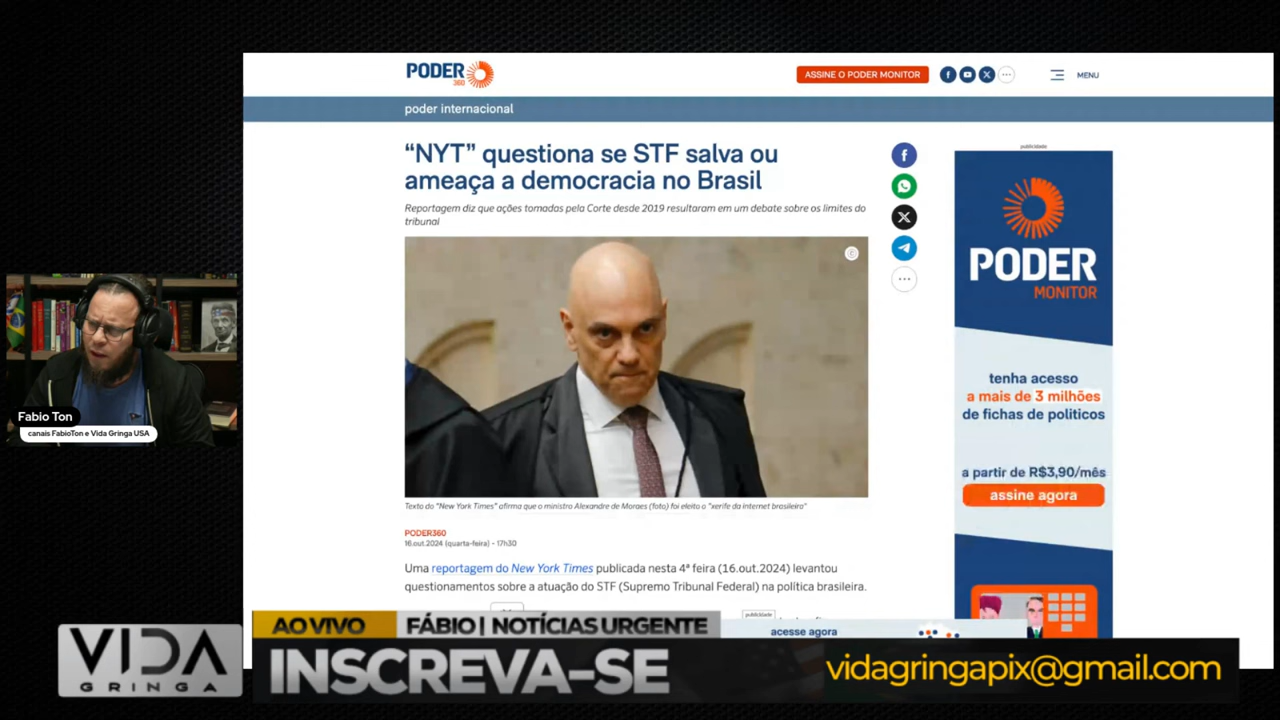 PODER
360
ASSINE O PODER MONITOR
MENU
poder internacional
“NYT” questiona se STF salva ou
ameaça a democracia no Brasil
Reportagem diz que ações tomadas pela Corte desde 2019 resultaram em um debate sobre os limites do
tribunal
Texto do "New York Times" afirma que o ministro Alexandre de Moraes (foto) foi eleito o "xerife da internet brasileiro"
PODER360
16.out.2024 (quarta-feira) - 17h30
Uma reportagem do New York Times publicada nesta 4ª feira (16.out.2024) levantou
questionamentos sobre a atuação do STF (Supremo Tribunal Federal) na política brasileira.
publicidade
PODER
MONITOR
tenha acesso
a mais de 3 milhões
de fichas de políticos
a partir de R$3,90/mês
assine agora
publicidade
acesse agora
Fabio Ton
canais FabioTon e Vida Gringa USA
AO VIVO
FÁBIO | NOTÍCIAS URGENTE
VIDA
GRINGA
INSCREVA-SE
vidagringapix@gmail.com